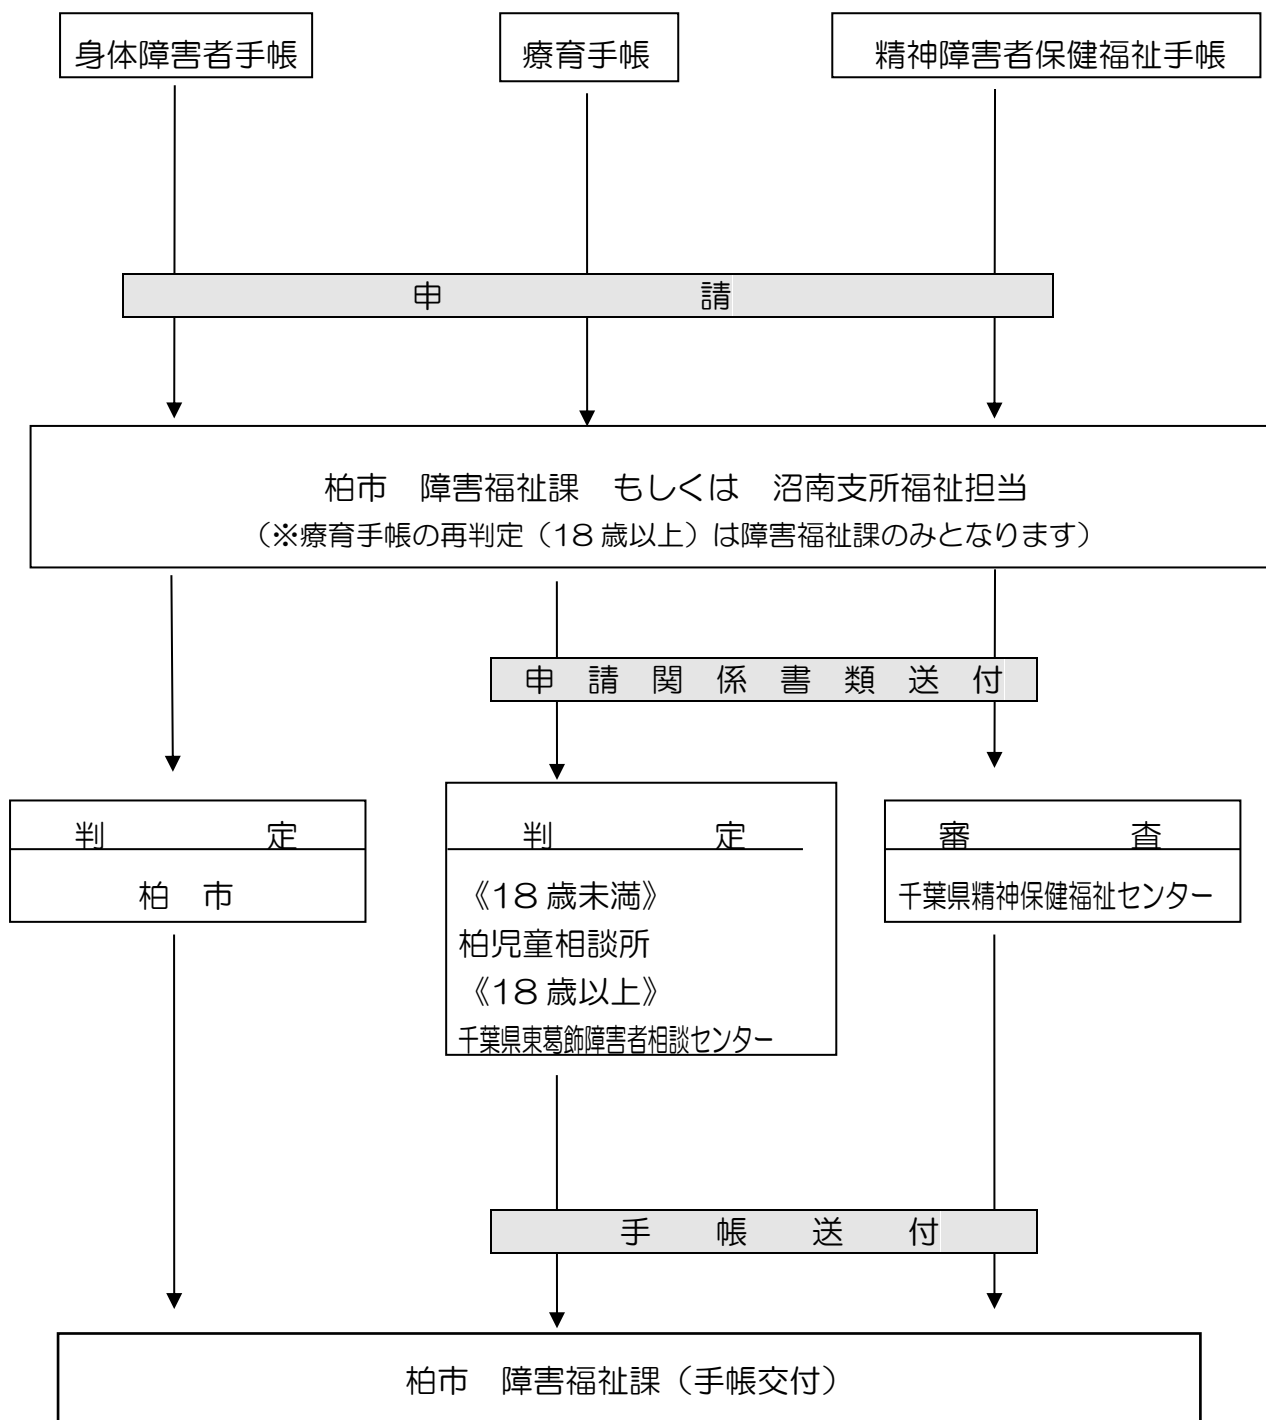 身体障害者手帳
療育手帳
精神障害者保健福祉手帳
申　　　　請
柏市　障害福祉課　もしくは　沼南支所福祉担当
（※療育手帳の再判定（18歳以上）は障害福祉課のみとなります）
申　請　関　係　書　類　送　付
判　　　　定
柏　市
判　　　　定
《18歳未満》
柏児童相談所
《18歳以上》
千葉県東葛飾障害者相談センター
審　　　　査
千葉県精神保健福祉センター
手　　帳　　送　　付
柏市　障害福祉課（手帳交付）